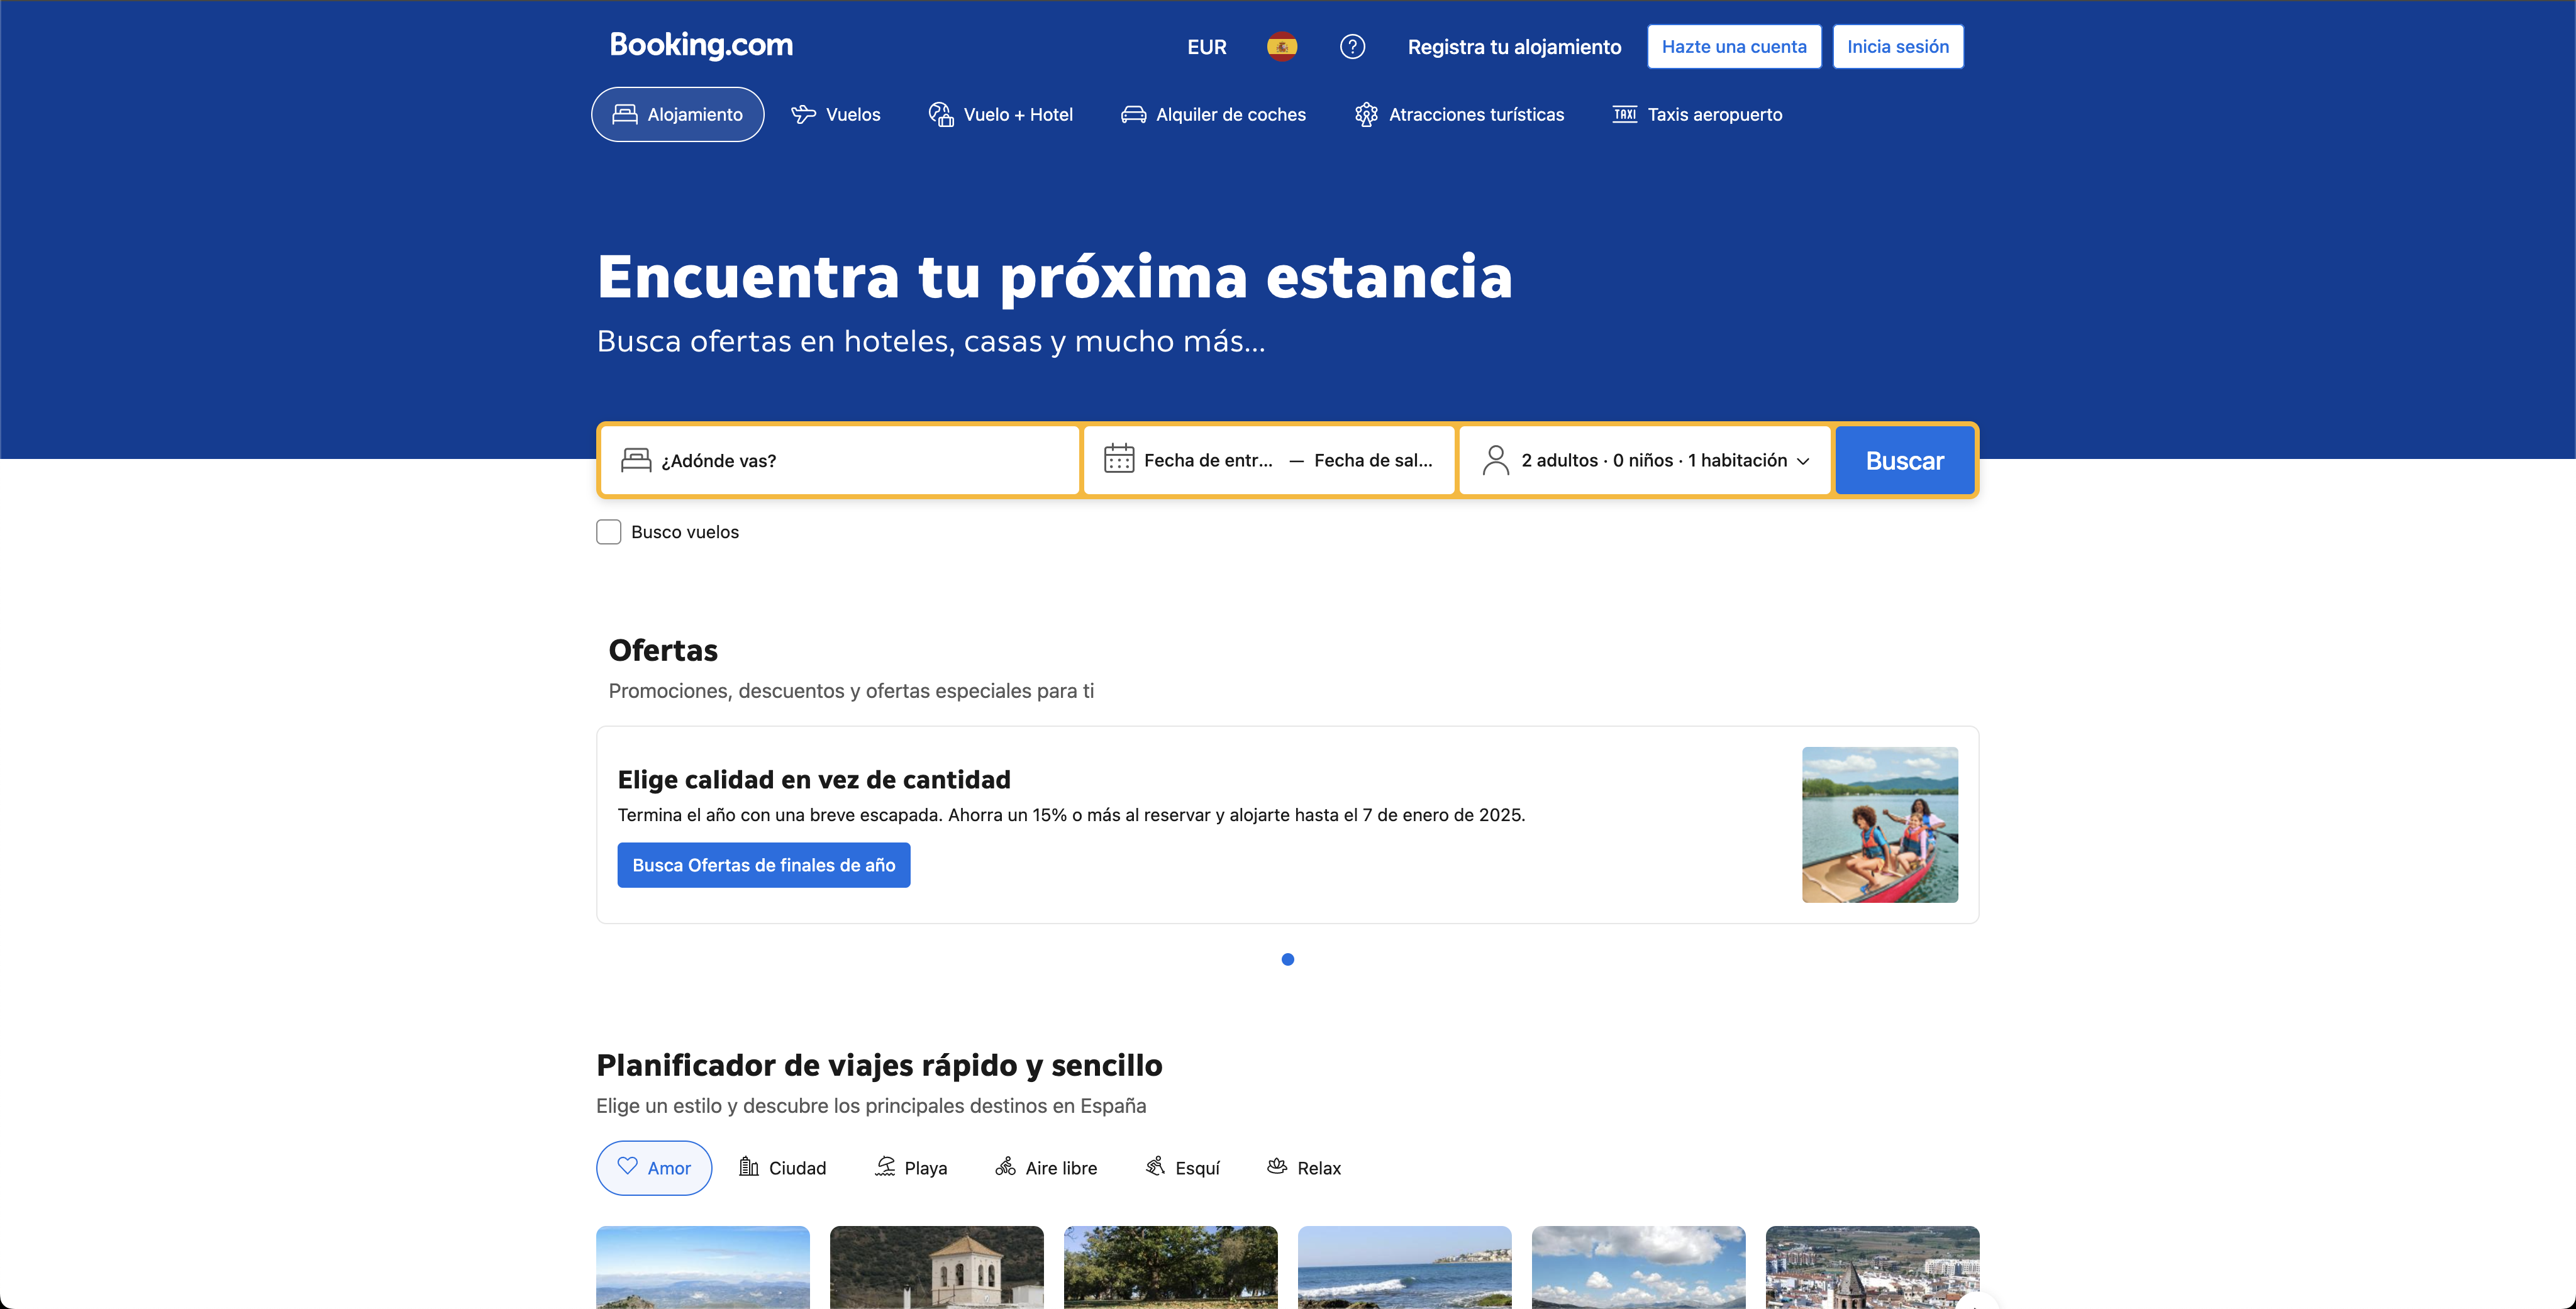 Booking.com
EUR
Registra tu alojamiento
Hazte una cuenta
Inicia sesión
Alojamiento
Vuelos
Vuelo + Hotel
Alquiler de coches
Atracciones turísticas
TAXI Taxis aeropuerto
Encuentra tu próxima estancia
Busca ofertas en hoteles, casas y mucho más...
¿Adónde vas?
Fecha de entr... — Fecha de sal...
2 adultos · 0 niños · 1 habitación
Buscar
Busco vuelos
Ofertas
Promociones, descuentos y ofertas especiales para ti
Elige calidad en vez de cantidad
Termina el año con una breve escapada. Ahorra un 15% o más al reservar y alojarte hasta el 7 de enero de 2025.
Busca Ofertas de finales de año
Planificador de viajes rápido y sencillo
Elige un estilo y descubre los principales destinos en España
Amor
Ciudad
Playa
Aire libre
Esquí
Relax